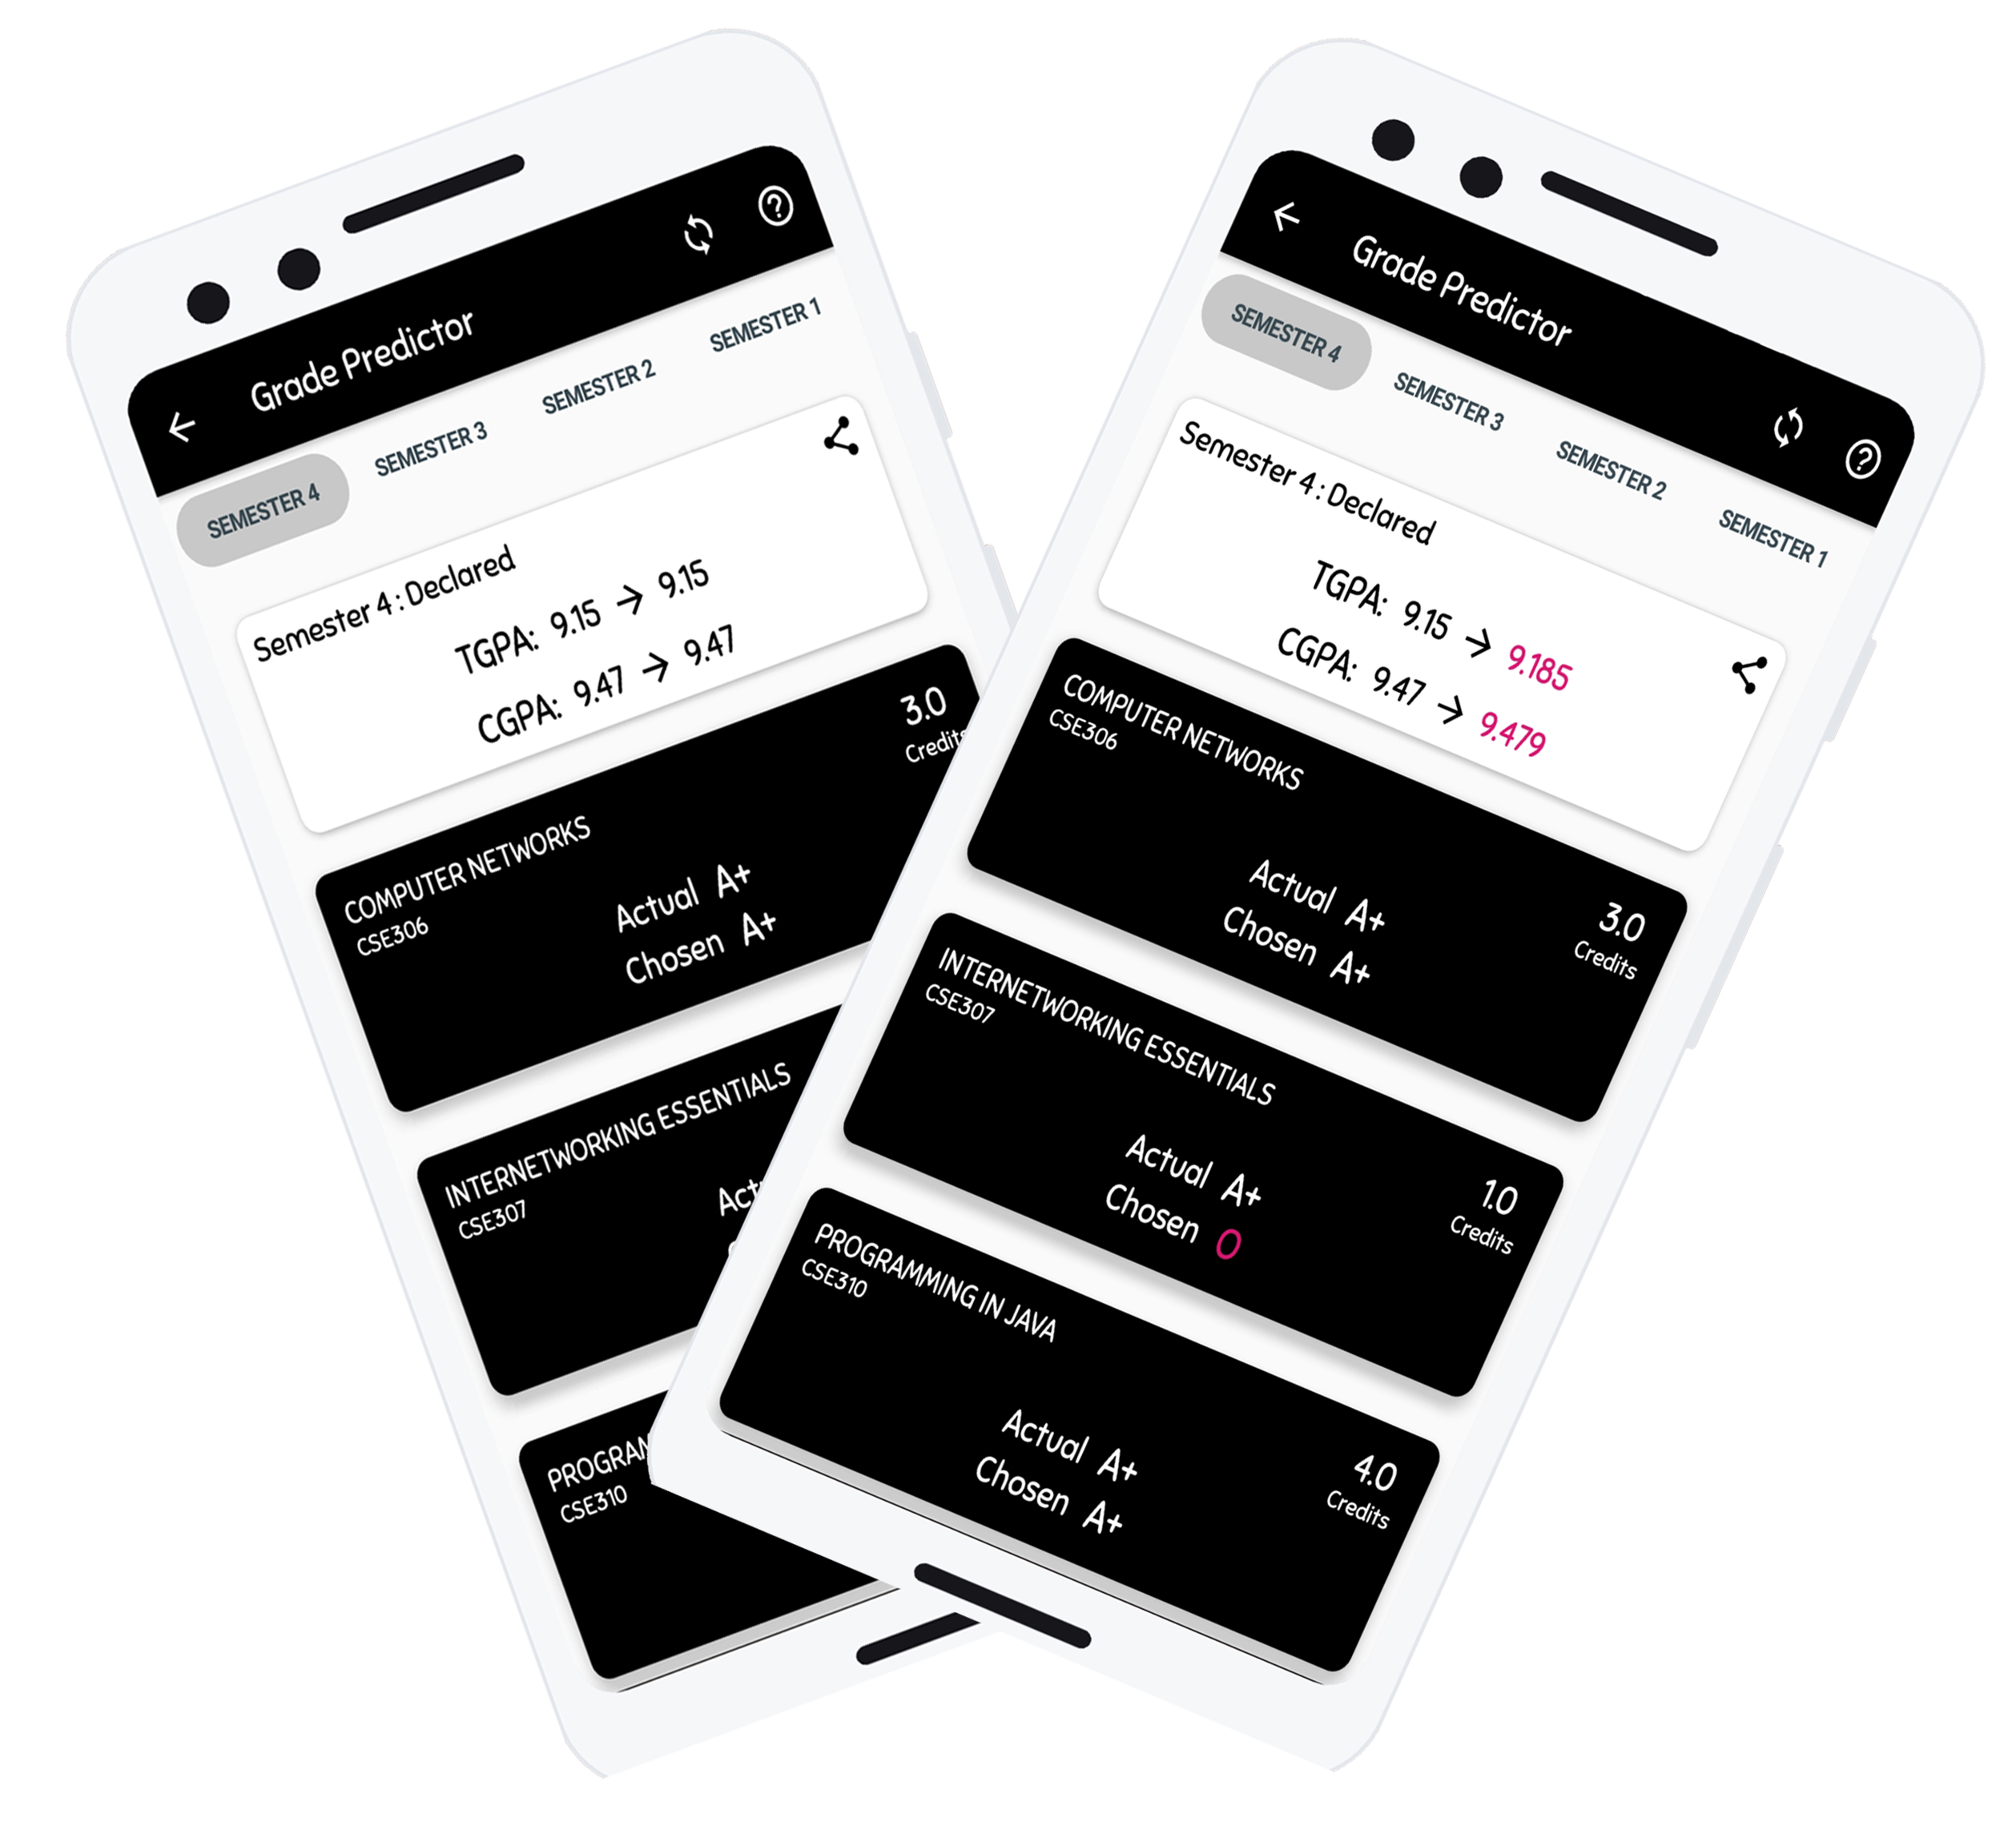 Grade Predictor
SEMESTER 4 SEMESTER 3 SEMESTER 2 SEMESTER 1
Semester 4 : Declared
TGPA: 9.15 → 9.15
CGPA: 9.47 → 9.47
COMPUTER NETWORKS
CSE306
3.0
Credits
Actual A+
Chosen A+
INTERNETWORKING ESSENTIALS
CSE307
CSE310
Grade Predictor
SEMESTER 4 SEMESTER 3 SEMESTER 2 SEMESTER 1
Semester 4 : Declared
TGPA: 9.15 → 9.185
CGPA: 9.47 → 9.479
COMPUTER NETWORKS
CSE306
Actual A+
Chosen A+
3.0
Credits
INTERNETWORKING ESSENTIALS
CSE307
Actual A+
Chosen O
1.0
Credits
PROGRAMMING IN JAVA
CSE310
Actual A+
Chosen A+
4.0
Credits